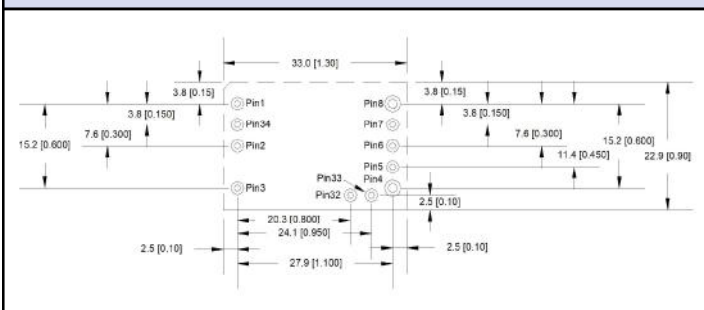 33.0 [1.30]
3.8 [0.15]
3.8 [0.15]
Pin1
Pin8
3.8 [0.150]
3.8 [0.150]
Pin34
Pin7
7.6 [0.300]
7.6 [0.300]
15.2 [0.600]
15.2 [0.600]
Pin2
Pin6
22.9 [0.90]
11.4 [0.450]
Pin5
Pin33
Pin4
Pin3
Pin32
2.5 [0.10]
20.3 [0.800]
24.1 [0.950]
2.5 [0.10]
2.5 [0.10]
27.9 [1.100]